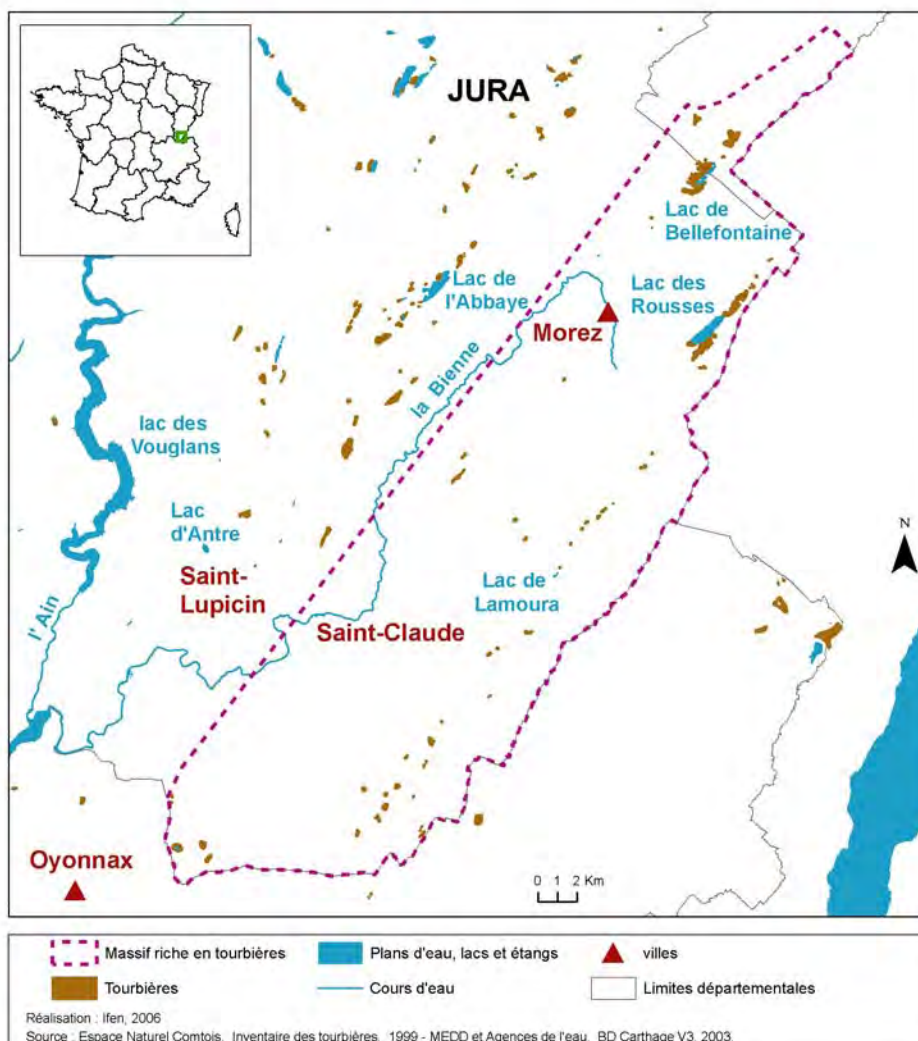 JURA
Lac de
Bellefontaine
Lac de
l'Abbaye
Lac des
Rousses
Morez
la Bienne
lac des
Vouglans
Lac
d'Antre
N
Saint-
Lupicin
Lac de
Lamoura
l'Ain
Saint-Claude
Oyonnax
0 1 2 Km
Massif riche en tourbières
Plans d'eau, lacs et étangs
villes
Tourbières
Cours d'eau
Limites départementales
Réalisation : Ifen, 2006
Source : Espace Naturel Comtois. Inventaire des tourbières. 1999 - MEDD et Agences de l'eau. BD Carthage V3. 2003